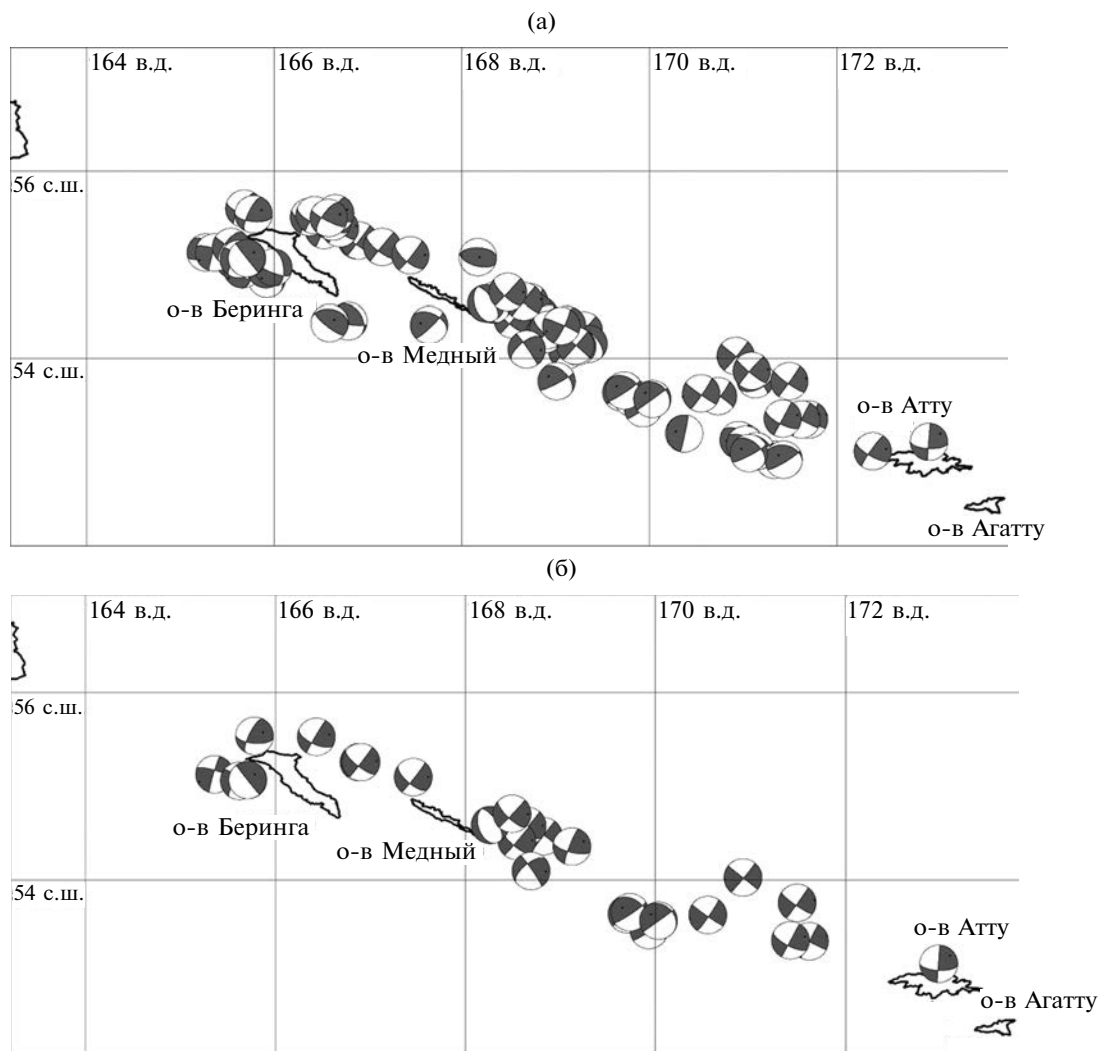 (а)
164 в.д. 166 в.д. 168 в.д. 170 в.д. 172 в.д.
56 с.ш.
о-в Беринга
о-в Медный
54 с.ш.
о-в Атту
о-в Агатту
(б)
164 в.д. 166 в.д. 168 в.д. 170 в.д. 172 в.д.
56 с.ш.
о-в Беринга
о-в Медный
54 с.ш.
о-в Атту
о-в Агатту